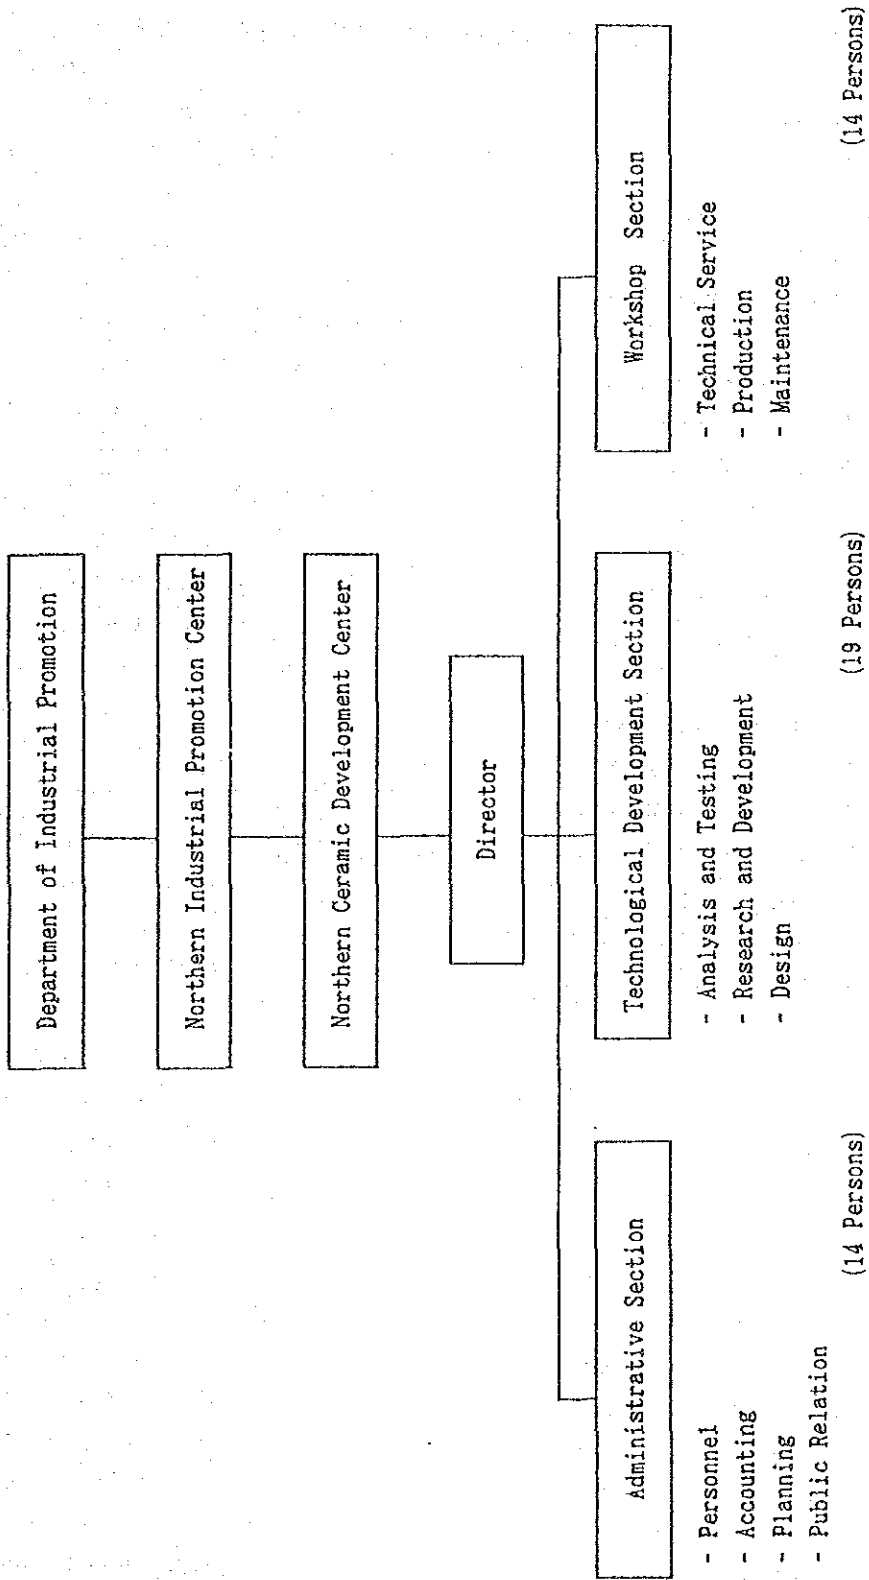 Department of Industrial Promotion
Northern Industrial Promotion Center
Northern Ceramic Development Center
Director
Administrative Section
- Personnel
- Accounting
- Planning
- Public Relation
(14 Persons)
Technological Development Section
- Analysis and Testing
- Research and Development
- Design
(19 Persons)
Workshop Section
- Technical Service
- Production
- Maintenance
(14 Persons)